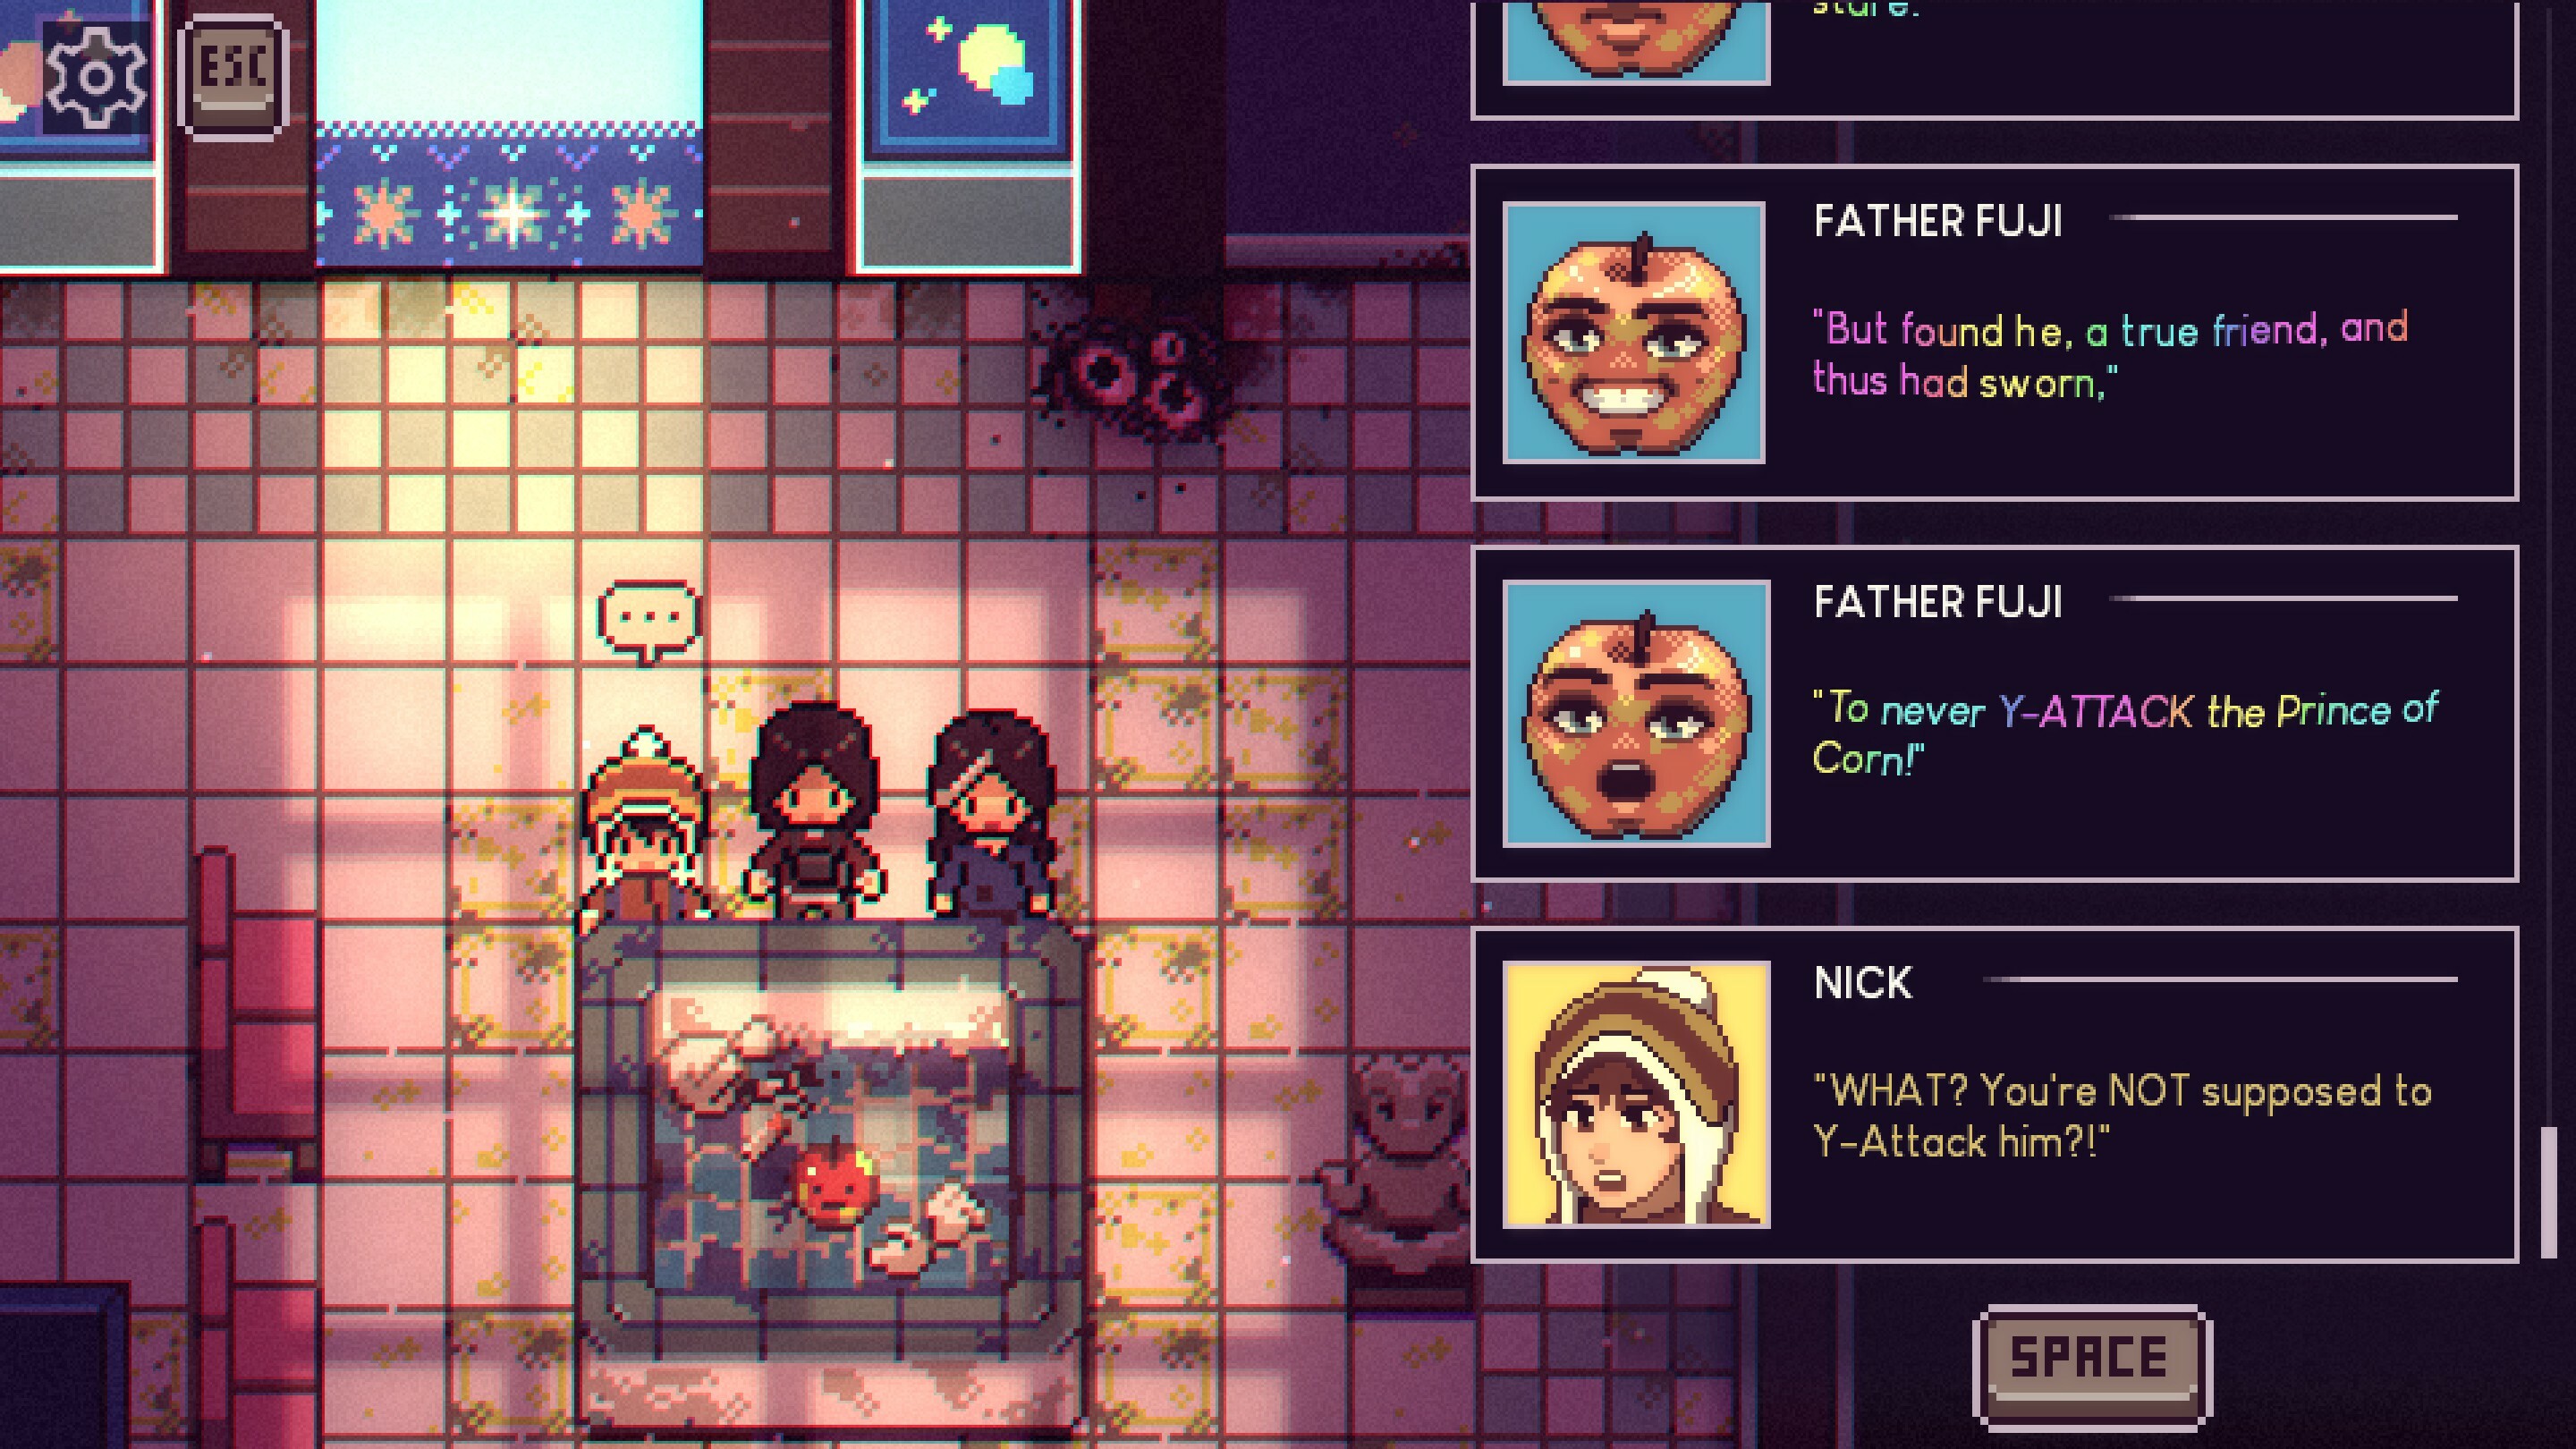 ESC
stare.
FATHER FUJI
"But found he, a true friend, and
thus had sworn,"
FATHER FUJI
"To never Y-ATTACK the Prince of
Corn!"
NICK
"WHAT? You're NOT supposed to
Y-Attack him?!"
SPACE